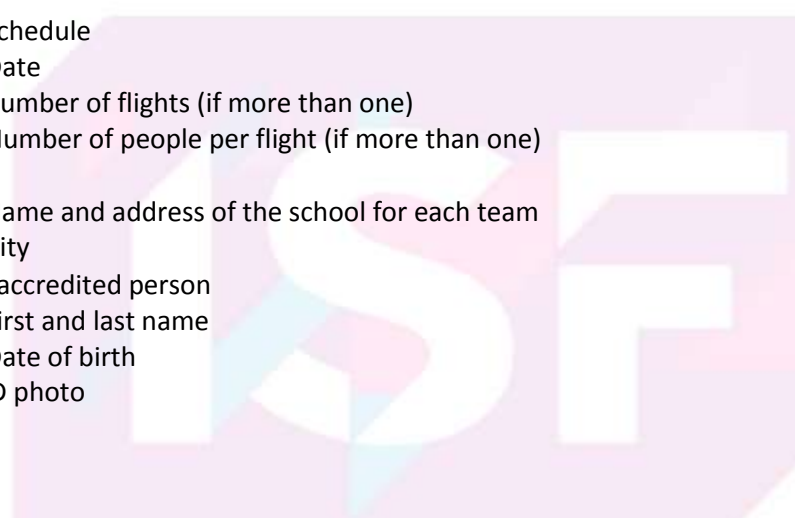 chedule
ate
umber of flights (if more than one)
umber of people per flight (if more than one)
ame and address of the school for each team
ity
accredited person
irst and last name
ate of birth
photo
ISF